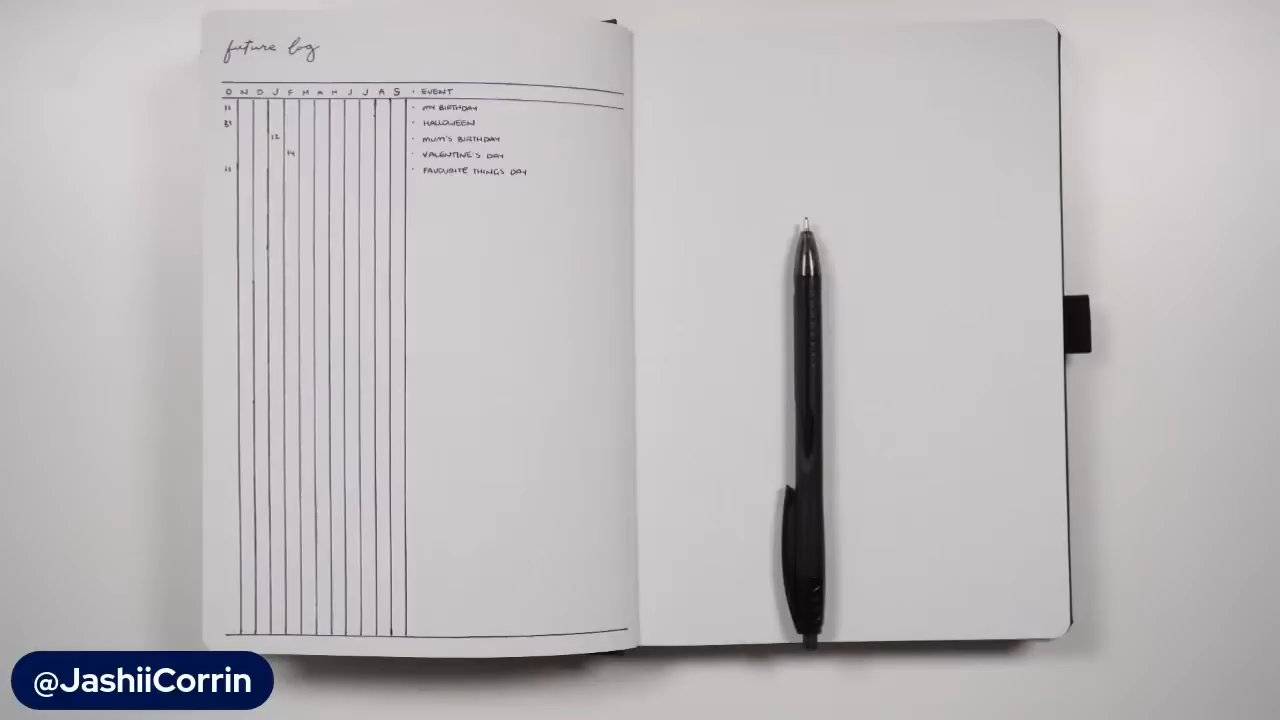 future log
O N D J F M A M J J A S · EVENT
· MY BIRTHDAY
31 · HALLOWEEN
12 · MUM'S BIRTHDAY
14 · VALENTINE'S DAY
· FAVOURITE THINGS DAY
@JashiiCorrin